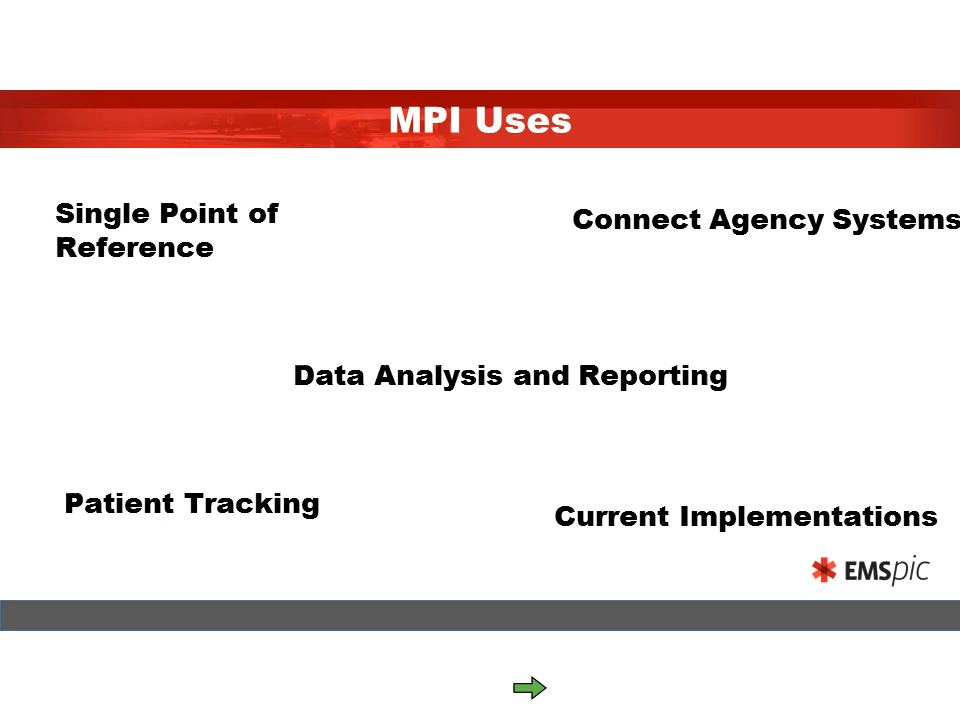 MPI Uses
Single Point of
Reference
Connect Agency Systems
Data Analysis and Reporting
Patient Tracking
Current Implementations
EMSpic